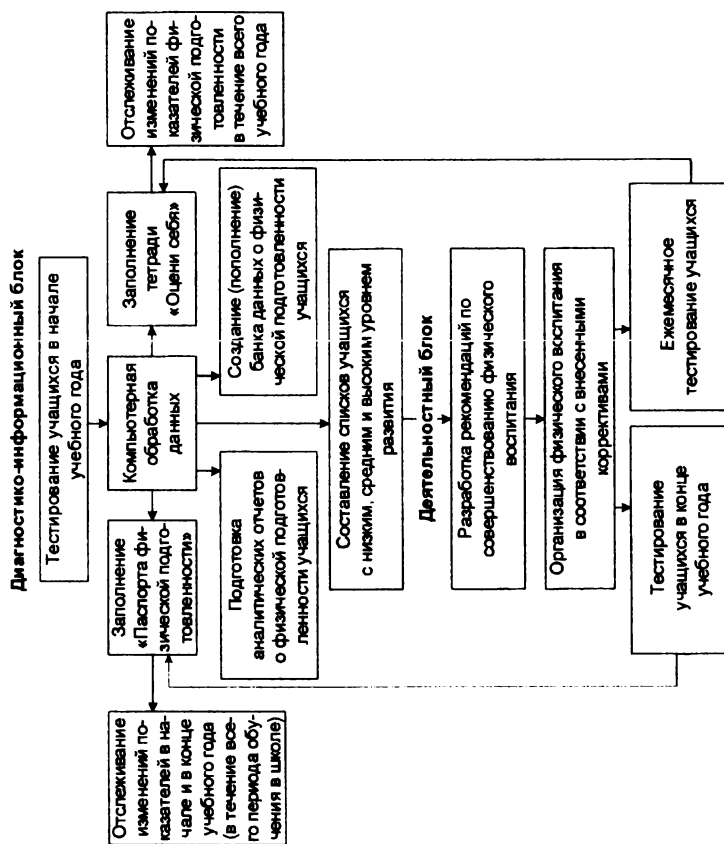 Диагностико-информационный блок
Тестирование учащихся в начале
учебного года
Заполнение
«Паспорта фи-
зической подго-
товленности»
Компьютерная
обработка
данных
Заполнение
тетради
«Оцени себя»
Отслеживание
изменений по-
казателей фи-
зической подго-
товленности
в течение всего
учебного года
Отслеживание
изменений по-
казателей в на-
чале и в конце
учебного года
(в течение все-
го периода обу-
чения в школе)
Подготовка
аналитических отчетов
о физической подготов-
ленности учащихся
Создание (пополнение)
банка данных о физи-
ческой подготовленности
учащихся
Составление списков учащихся
с низким, средним и высоким уровнем
развития
Деятельностный блок
Разработка рекомендаций по
совершенствованию физического
воспитания
Организация физического воспитания
в соответствии с внесенными
коррективами
Тестирование
учащихся в конце
учебного года
Ежемесячное
тестирование учащихся